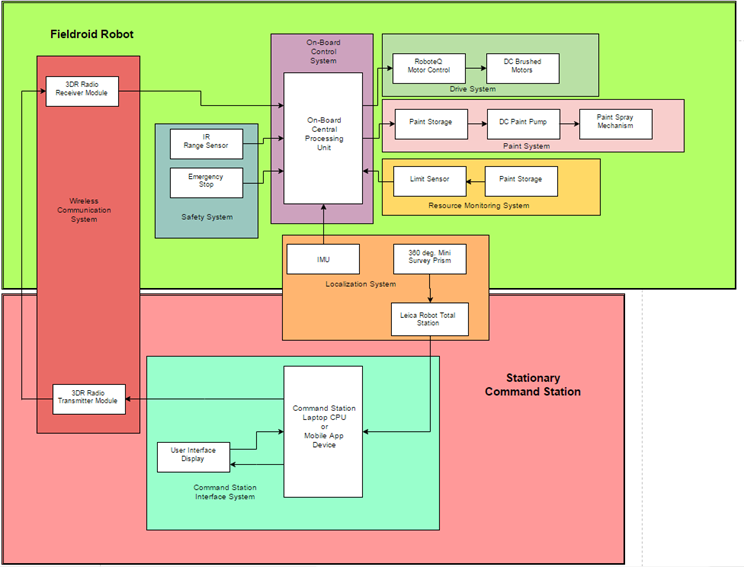 Fieldroid Robot
On-Board
Control
System
3DR Radio
Receiver Module
RoboteQ
Motor Control
DC Brushed
Motors
Drive System
On-Board
Central
Processing
Unit
Paint Storage
DC Paint Pump
Paint Spray
Mechanism
Paint System
IR
Range Sensor
Emergency
Stop
Safety System
Limit Sensor
Paint Storage
Resource Monitoring System
Wireless
Communication
System
IMU
360 deg. Mini
Survey Prism
Localization System
Leica Robot Total
Station
Stationary
Command Station
3DR Radio
Transmitter Module
Command Station
Laptop CPU
or
Mobile App
Device
User Interface
Display
Command Station
Interface System